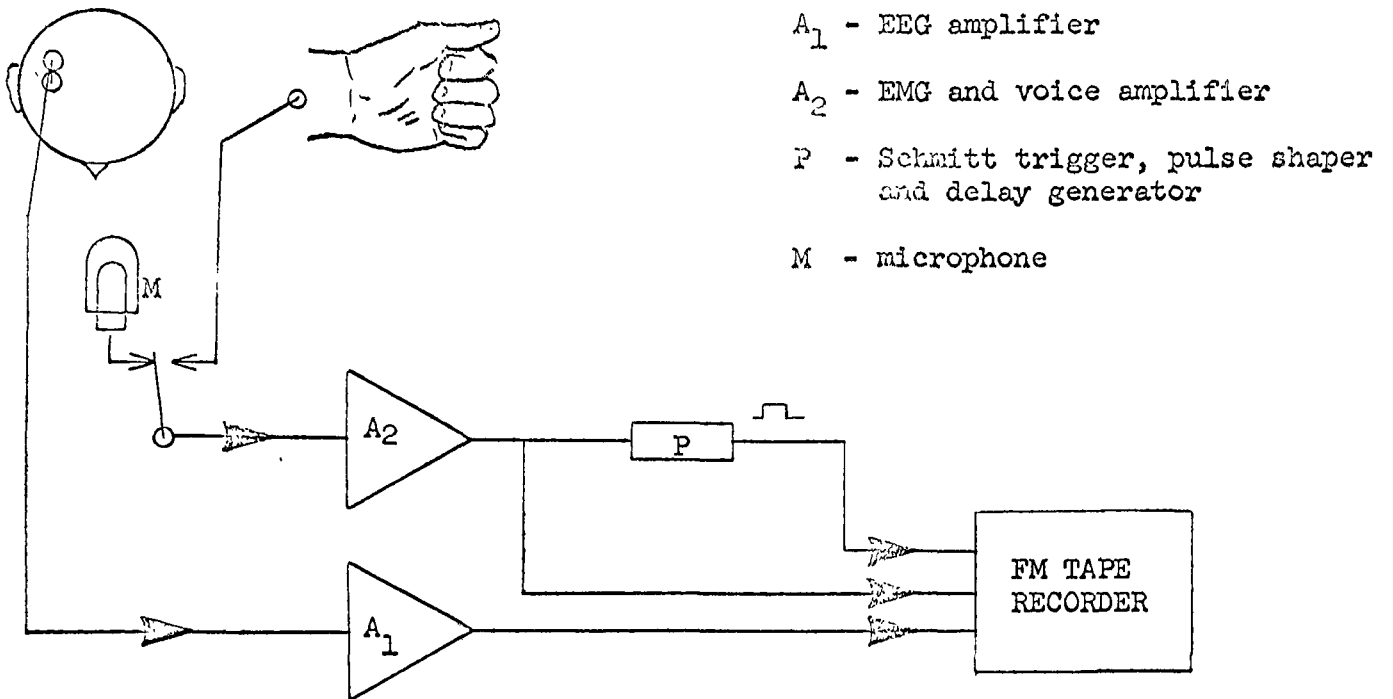 A1 - EEG amplifier
A2 - EMG and voice amplifier
P - Schmitt trigger, pulse shaper
and delay generator
M - microphone
M
A2
P
FM TAPE
RECORDER
A1